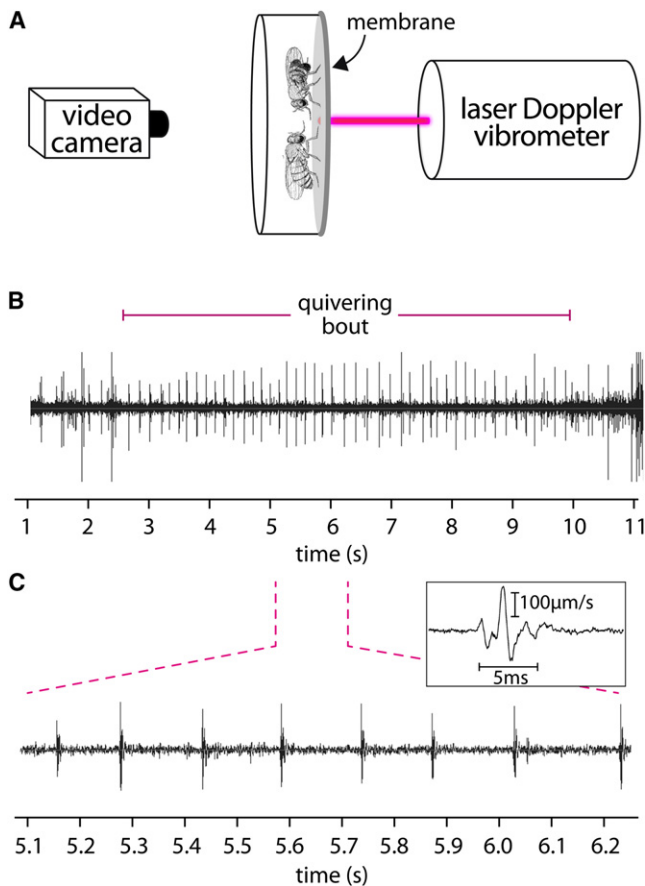 A
membrane
video
camera
laser Doppler
vibrometer
B
quivering
bout
1 2 3 4 5 6 7 8 9 10 11
time (s)
C
100µm/s
5ms
5.1 5.2 5.3 5.4 5.5 5.6 5.7 5.8 5.9 6.0 6.1 6.2
time (s)